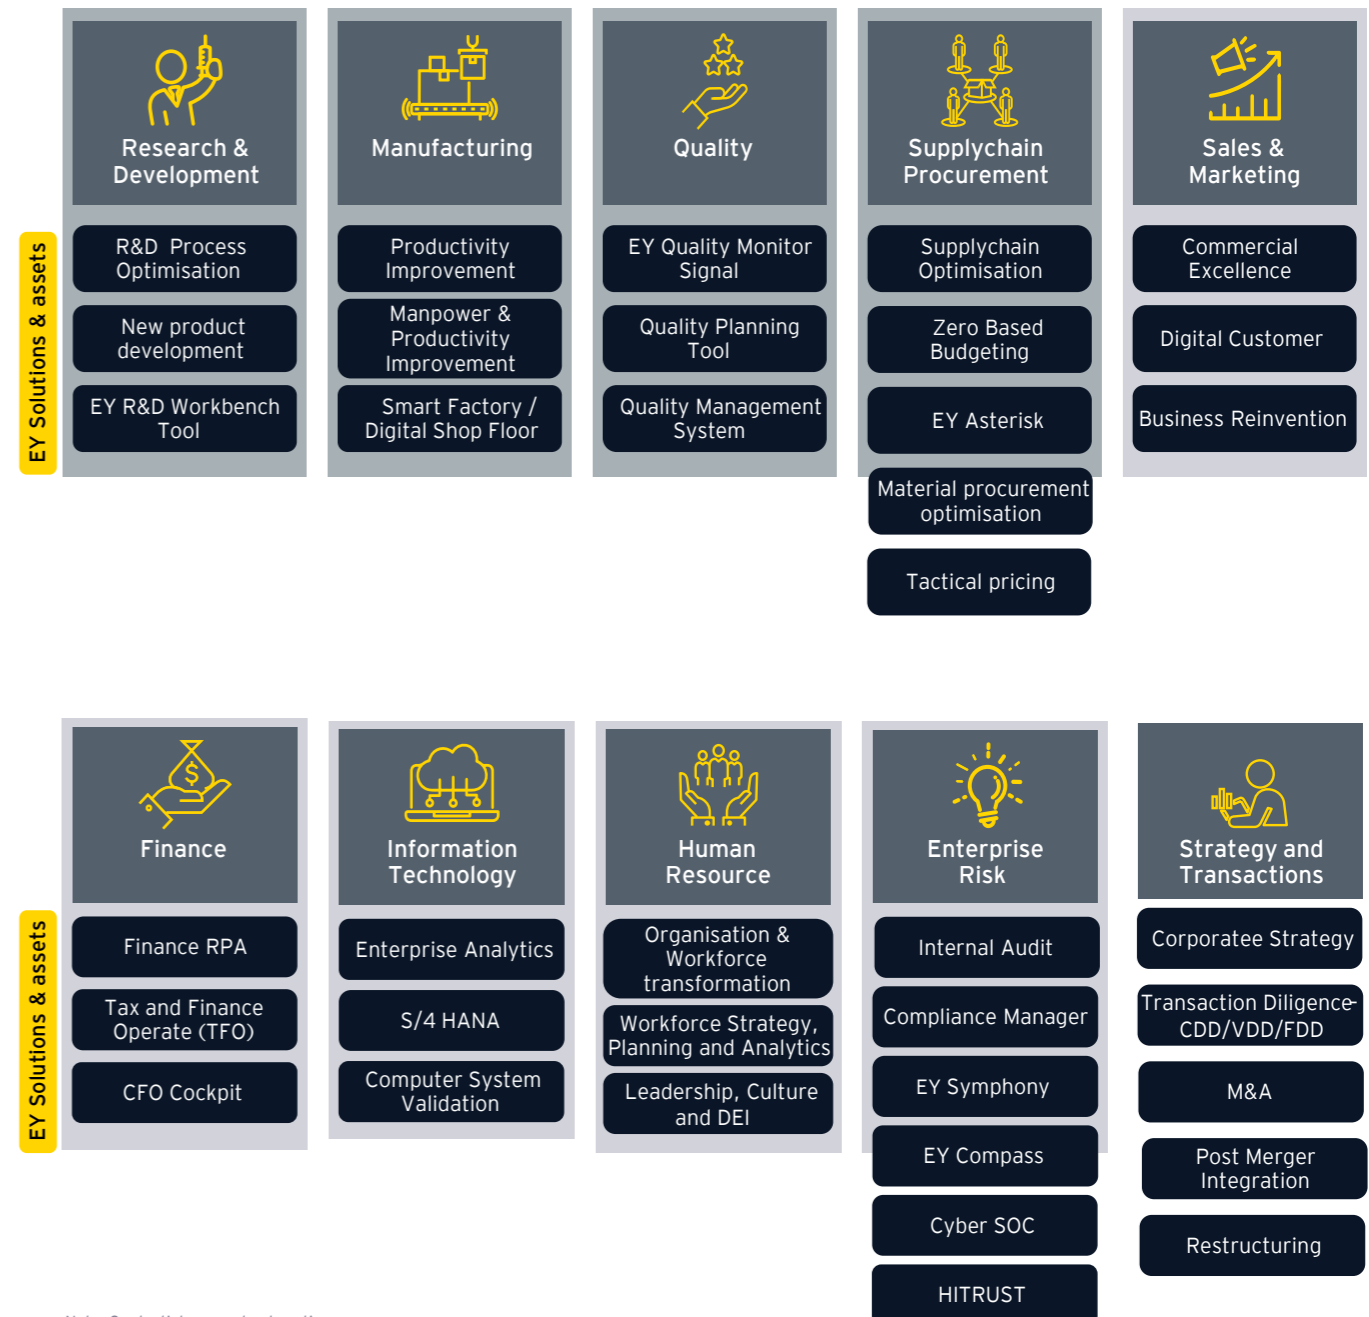 Research &
Development
Manufacturing
Quality
Supplychain
Procurement
Sales &
Marketing
EY Solutions & assets
R&D Process
Optimisation
New product
development
EY R&D Workbench
Tool
Productivity
Improvement
Manpower &
Productivity
Improvement
Smart Factory /
Digital Shop Floor
EY Quality Monitor
Signal
Quality Planning
Tool
Quality Management
System
Supplychain
Optimisation
Zero Based
Budgeting
EY Asterisk
Material procurement
optimisation
Tactical pricing
Commercial
Excellence
Digital Customer
Business Reinvention
Finance
Information
Technology
Human
Resource
Enterprise
Risk
Strategy and
Transactions
EY Solutions & assets
Finance RPA
Tax and Finance
Operate (TFO)
CFO Cockpit
Enterprise Analytics
S/4 HANA
Computer System
Validation
Organisation &
Workforce
transformation
Workforce Strategy,
Planning and Analytics
Leadership, Culture
and DEI
Internal Audit
Compliance Manager
EY Symphony
EY Compass
Cyber SOC
HITRUST
Corporatee Strategy
Transaction Diligence-
CDD/VDD/FDD
M&A
Post Merger
Integration
Restructuring